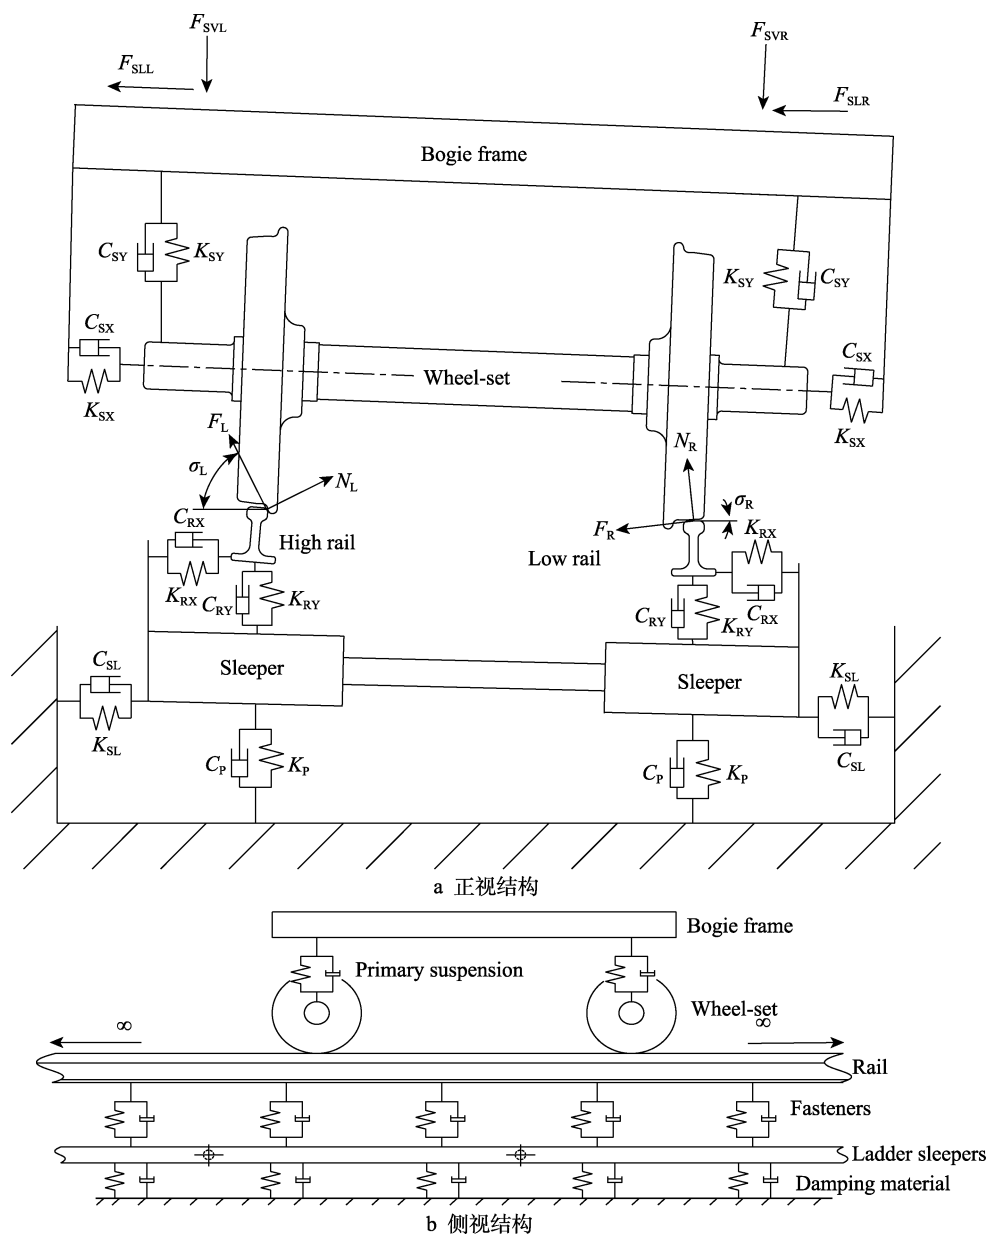 F_SVL
F_SVR
F_SLL
F_SLR
Bogie frame
C_SY
K_SY
K_SY
C_SY
C_SX
C_SX
Wheel-set
K_SX
K_SX
F_L
N_R
σ_L
N_L
σ_R
C_RX
F_R
K_RX
High rail
Low rail
K_RX
C_RY
K_RY
C_RY
K_RY
C_RX
C_SL
Sleeper
Sleeper
K_SL
K_SL
C_P
K_P
C_P
K_P
C_SL
a 正视结构
Bogie frame
Primary suspension
Wheel-set
∞
∞
Rail
Fasteners
Ladder sleepers
Damping material
b 侧视结构